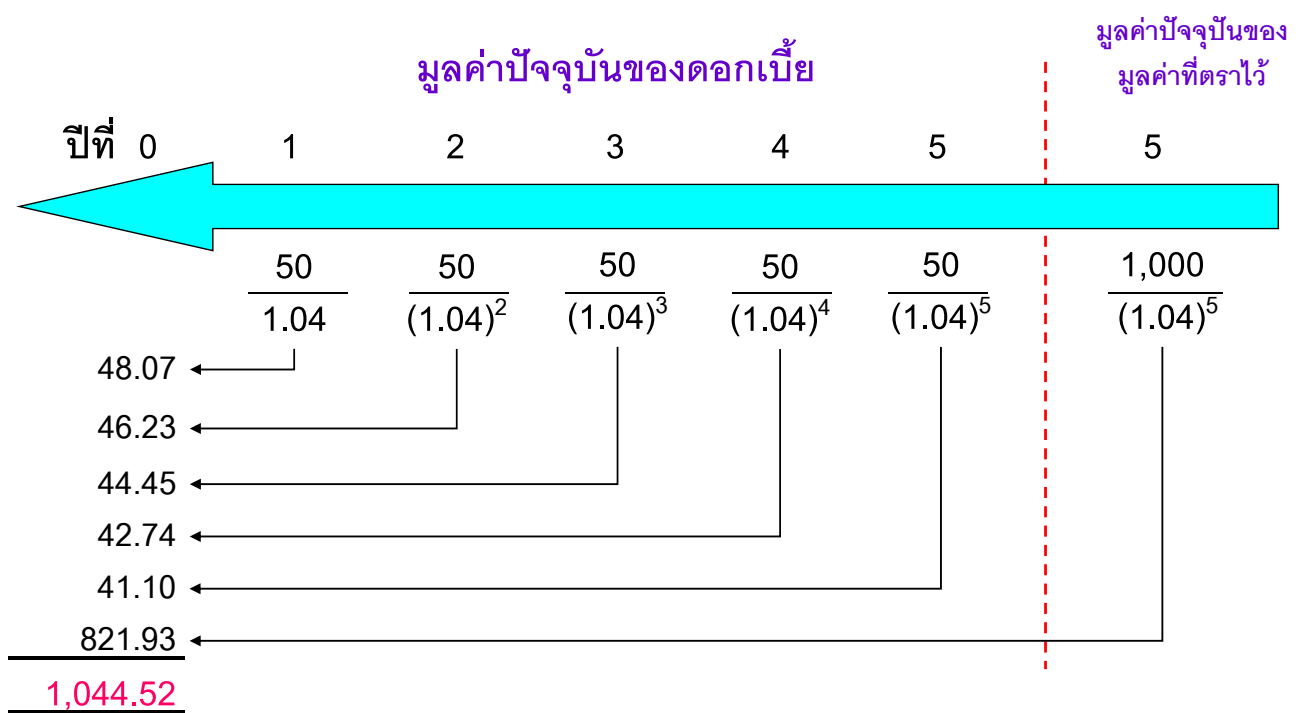 มูลค่าปัจจุบันของดอกเบี้ย
มูลค่าปัจจุปันของ
มูลค่าที่ตราไว้
ปีที่ 0 1 2 3 4 5 5
50 50 50 50 50 1,000
1.04 (1.04)² (1.04)³ (1.04)⁴ (1.04)⁵ (1.04)⁵
48.07
46.23
44.45
42.74
41.10
821.93
1,044.52